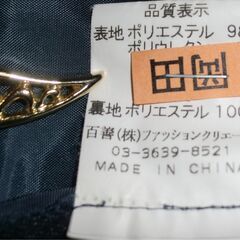 品質表示
表地 ポリエステル 98
ポリウレタン
岡田
裏地 ポリエステル 100
百善(株)ファッションクリエー
03-3639-8521
MADE IN CHINA